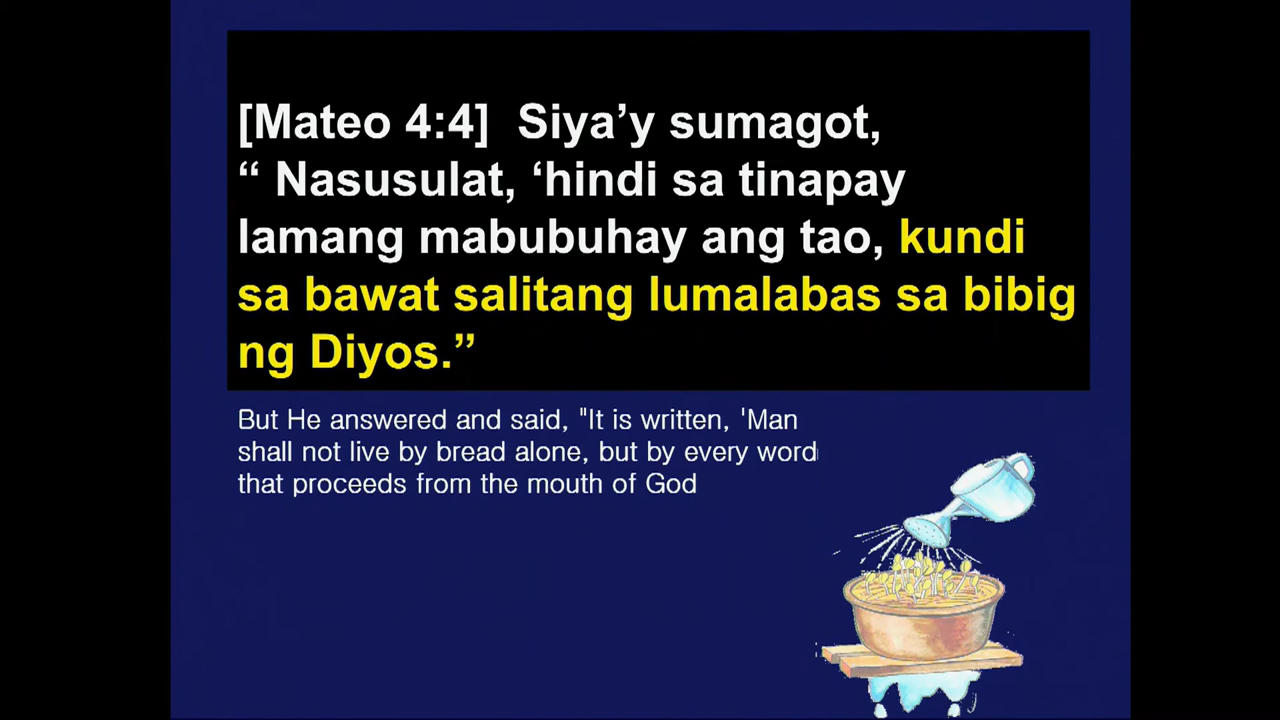 [Mateo 4:4]  Siya’y sumagot,
“ Nasusulat, ‘hindi sa tinapay
lamang mabubuhay ang tao, kundi
sa bawat salitang lumalabas sa bibig
ng Diyos.”
But He answered and said, "It is written, 'Man
shall not live by bread alone, but by every word
that proceeds from the mouth of God